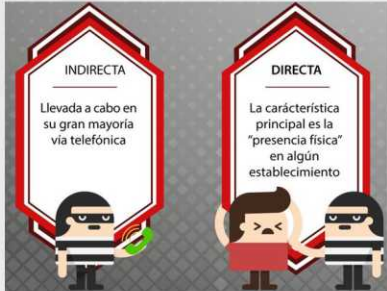 INDIRECTA
Llevada a cabo en
su gran mayoría
vía telefónica
DIRECTA
La carácterística
principal es la
"presencia física"
en algún
establecimiento